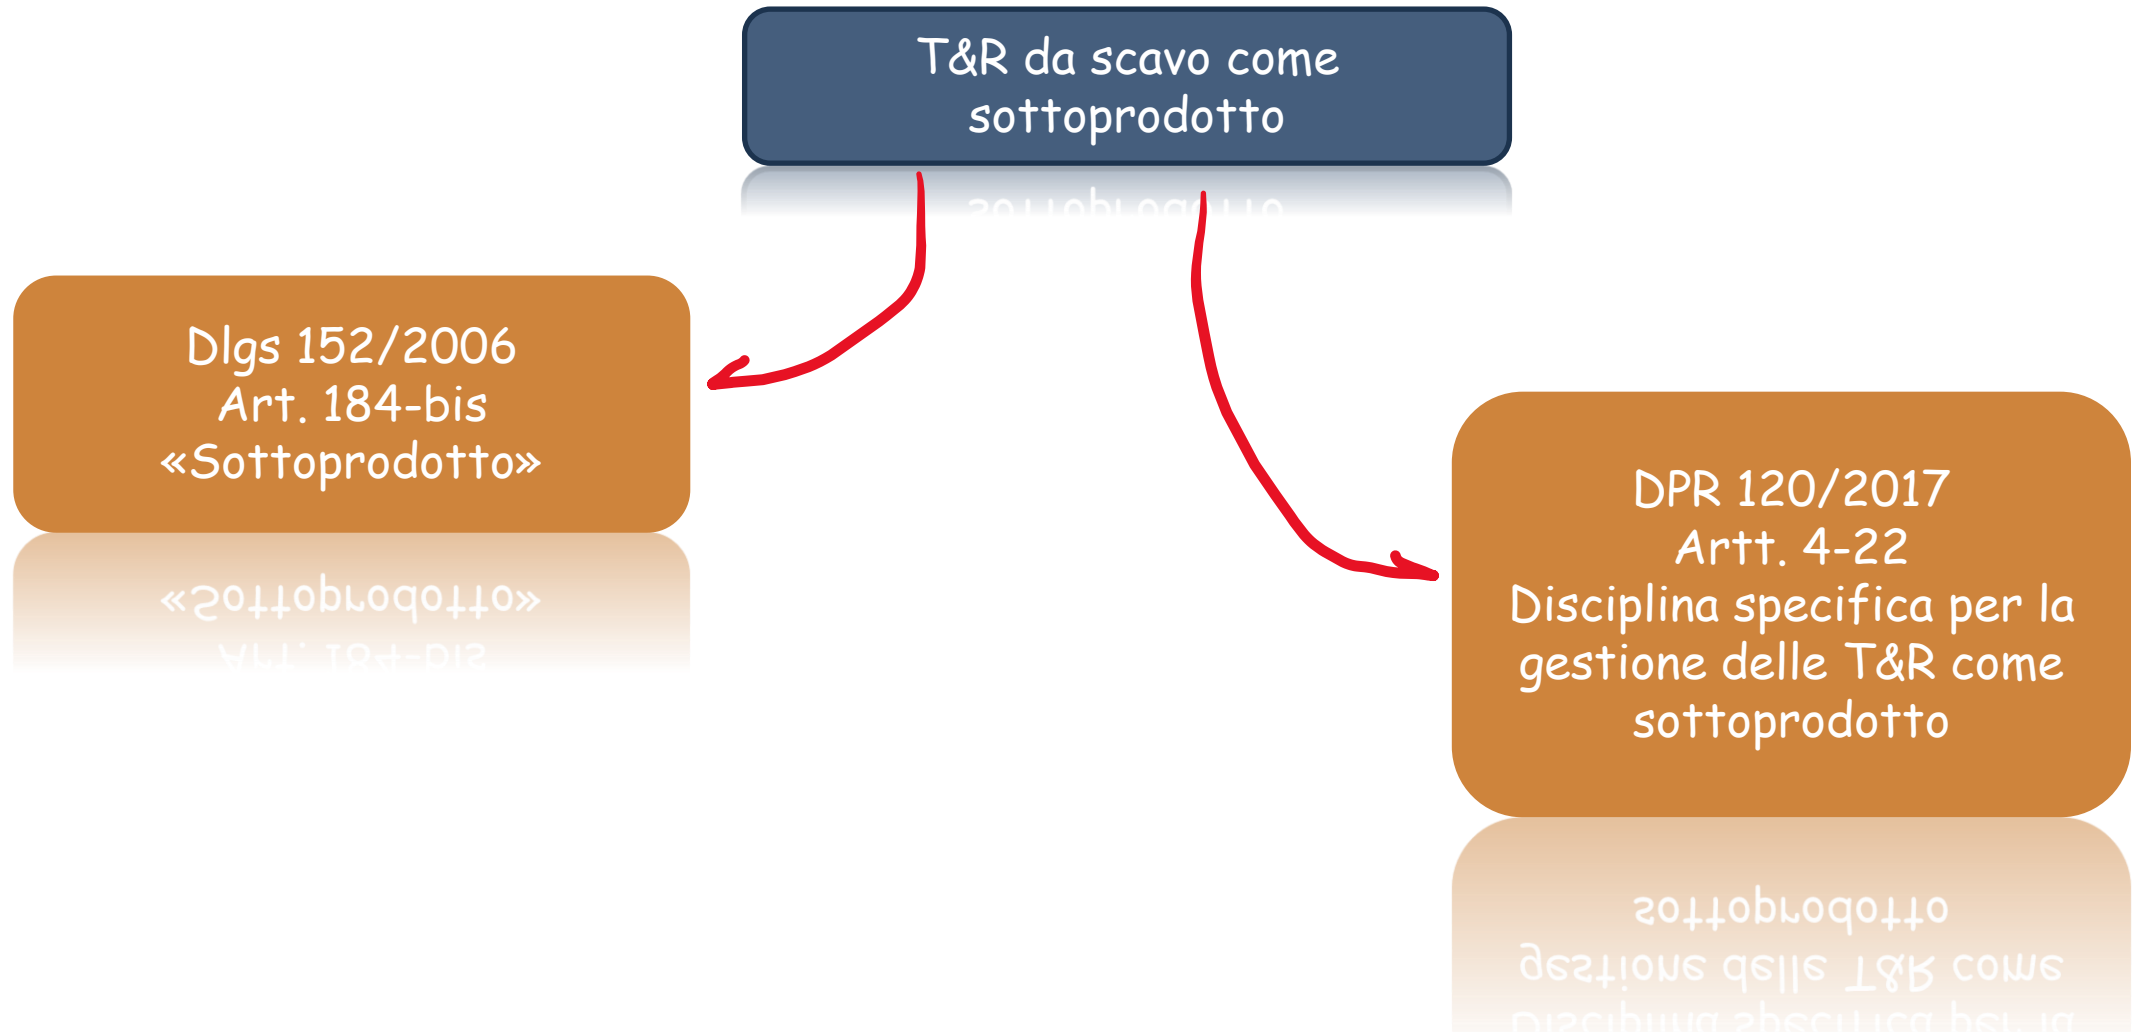 T&R da scavo come
sottoprodotto
Dlgs 152/2006
Art. 184-bis
«Sottoprodotto»
DPR 120/2017
Artt. 4-22
Disciplina specifica per la
gestione delle T&R come
sottoprodotto